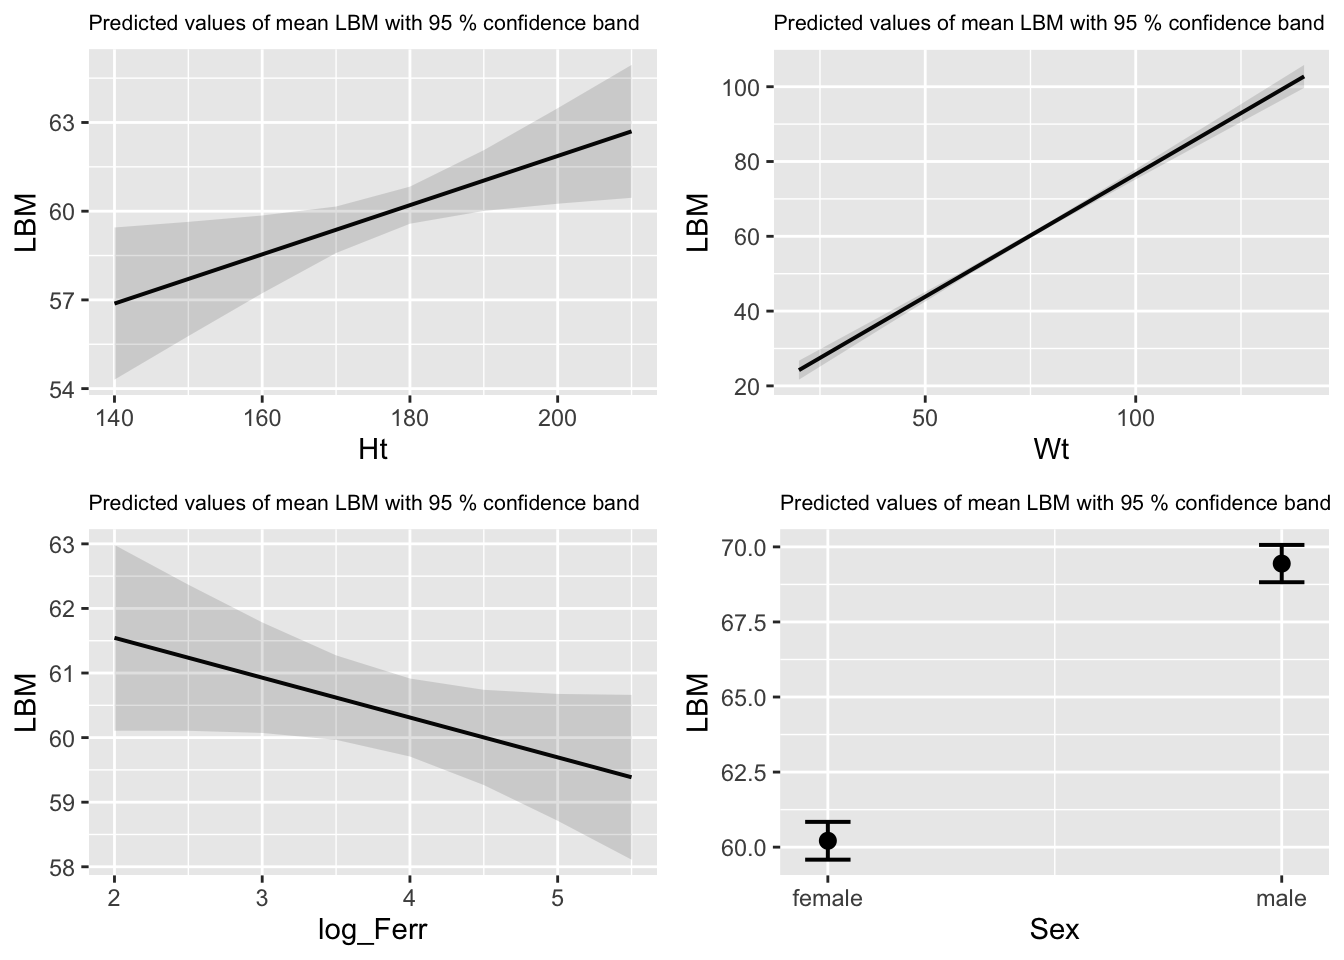 Predicted values of mean LBM with 95 % confidence band
63
60
57
54
LBM
140 160 180 200
Ht
Predicted values of mean LBM with 95 % confidence band
100
80
60
40
20
LBM
50 100
Wt
Predicted values of mean LBM with 95 % confidence band
63
62
61
60
59
58
LBM
2 3 4 5
log_Ferr
Predicted values of mean LBM with 95 % confidence band
70.0
67.5
65.0
62.5
60.0
LBM
female male
Sex